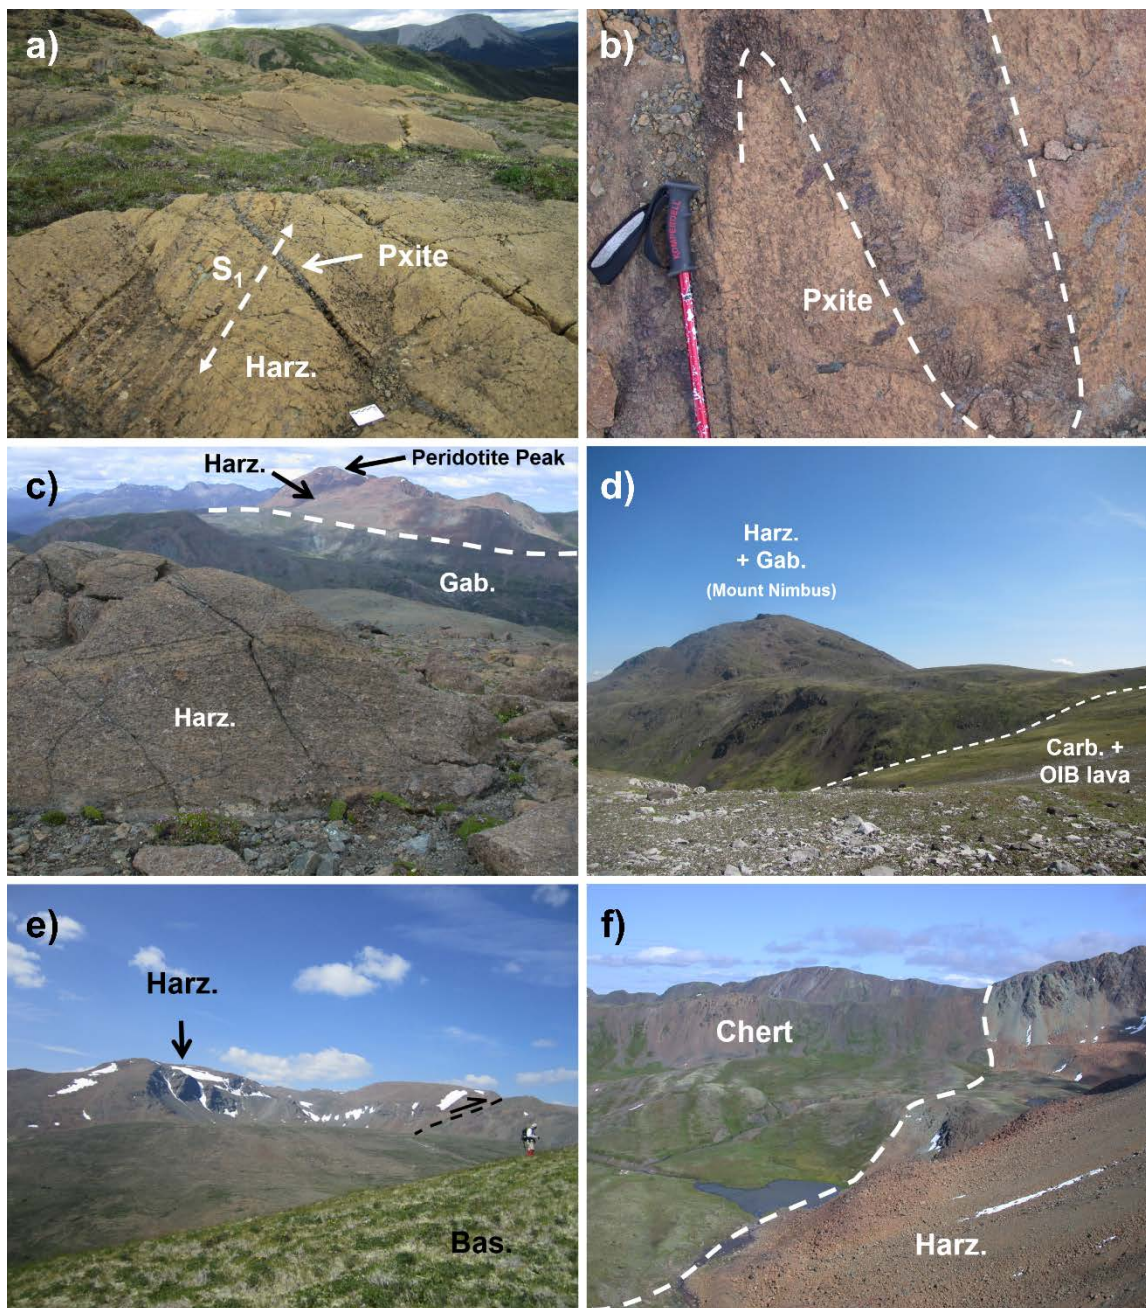 a)
S1
Pxite
Harz.
b)
Pxite
c)
Harz.
Peridotite Peak
Gab.
Harz.
d)
Harz.
+ Gab.
(Mount Nimbus)
Carb. +
OIB lava
e)
Harz.
Bas.
f)
Chert
Harz.